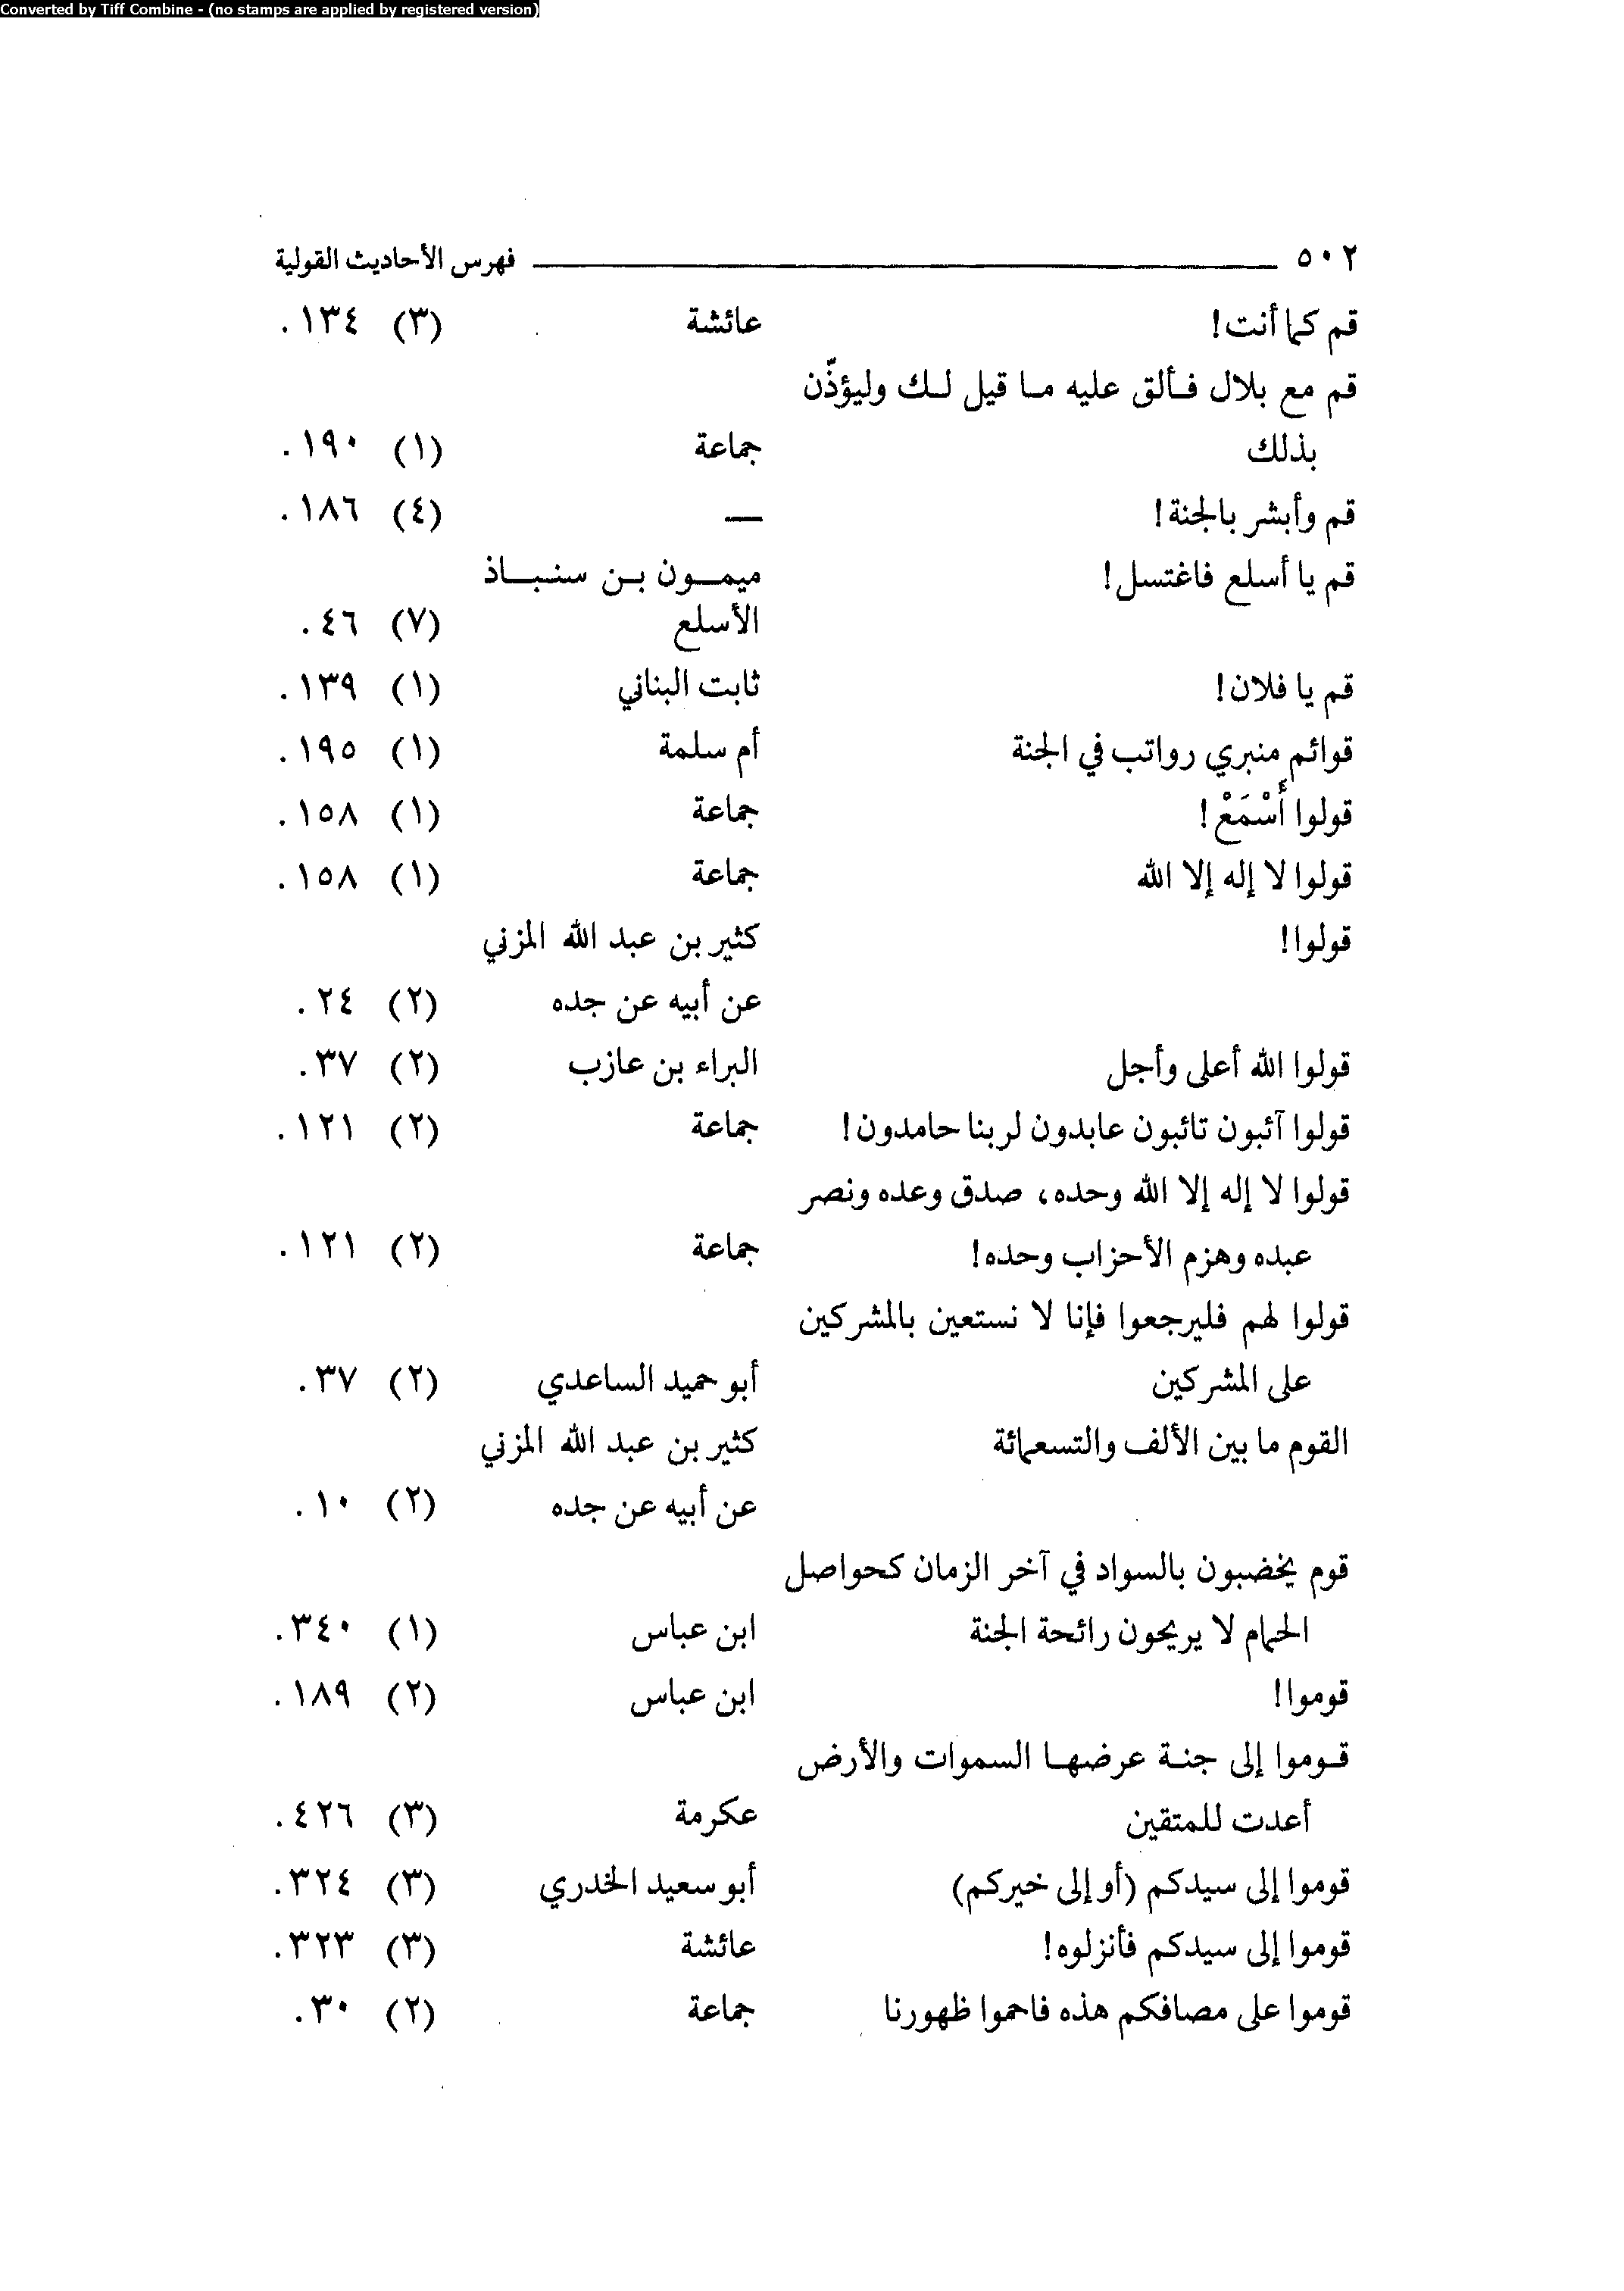 Converted by Tiff Combine - (no stamps are applied by registered version)
٥٠٢ فهرس الأحاديث القولية
قم كما أنت! عائشة (٣) ١٣٤.
قم مع بلال فألق عليه ما قيل لك وليؤذّن
بذلك جماعة (١) ١٩٠.
قم وأبشر بالجنة! — (٤) ١٨٦.
قم يا أسلع فاغتسل! ميمون بن سنباذ
الأسلع (٧) ٤٦.
قم يا فلان! ثابت البناني (١) ١٣٩.
قوائم منبري رواتب في الجنة أم سلمة (١) ١٩٥.
قولوا أَسْمَعْ! جماعة (١) ١٥٨.
قولوا لا إله إلا الله جماعة (١) ١٥٨.
قولوا! كثير بن عبد الله المزني
عن أبيه عن جده (٢) ٢٤.
قولوا الله أعلى وأجل البراء بن عازب (٢) ٣٧.
قولوا آئبون تائبون عابدون لربنا حامدون! جماعة (٢) ١٢١.
قولوا لا إله إلا الله وحده، صدق وعده ونصر
عبده وهزم الأحزاب وحده! جماعة (٢) ١٢١.
قولوا لهم فليرجعوا فإنا لا نستعين بالمشركين
على المشركين أبو حميد الساعدي (٢) ٣٧.
القوم ما بين الألف والتسعمائة كثير بن عبد الله المزني
عن أبيه عن جده (٢) ١٠.
قوم يخضبون بالسواد في آخر الزمان كحواصل
الحمام لا يريحون رائحة الجنة ابن عباس (١) ٣٤٠.
قوموا! ابن عباس (٢) ١٨٩.
قوموا إلى جنة عرضها السموات والأرض
أعدت للمتقين عكرمة (٣) ٤٢٦.
قوموا إلى سيدكم (أو إلى خيركم) أبو سعيد الخدري (٣) ٣٢٤.
قوموا إلى سيدكم فأنزلوه! عائشة (٣) ٣٢٣.
قوموا على مصافكم هذه فاحموا ظهورنا جماعة (٢) ٣٠.